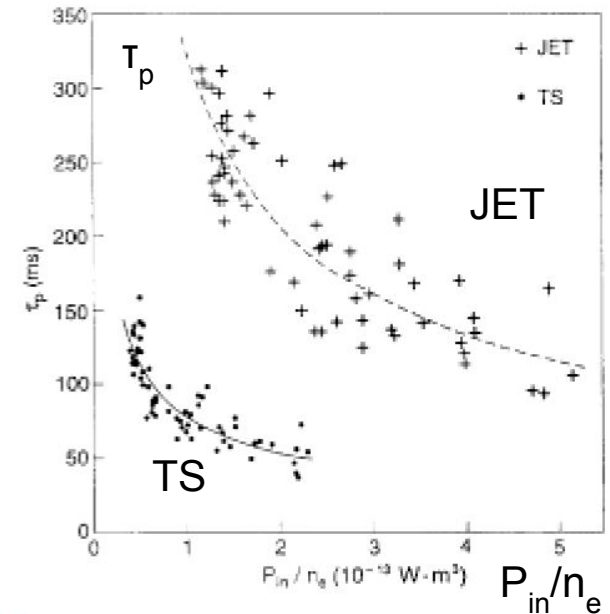 350
300
250
200
150
100
50
0
τp (ms)
τp
+ JET
• TS
JET
TS
0 1 2 3 4 5
Pin / ne (10⁻¹³ W·m³)
Pin/ne